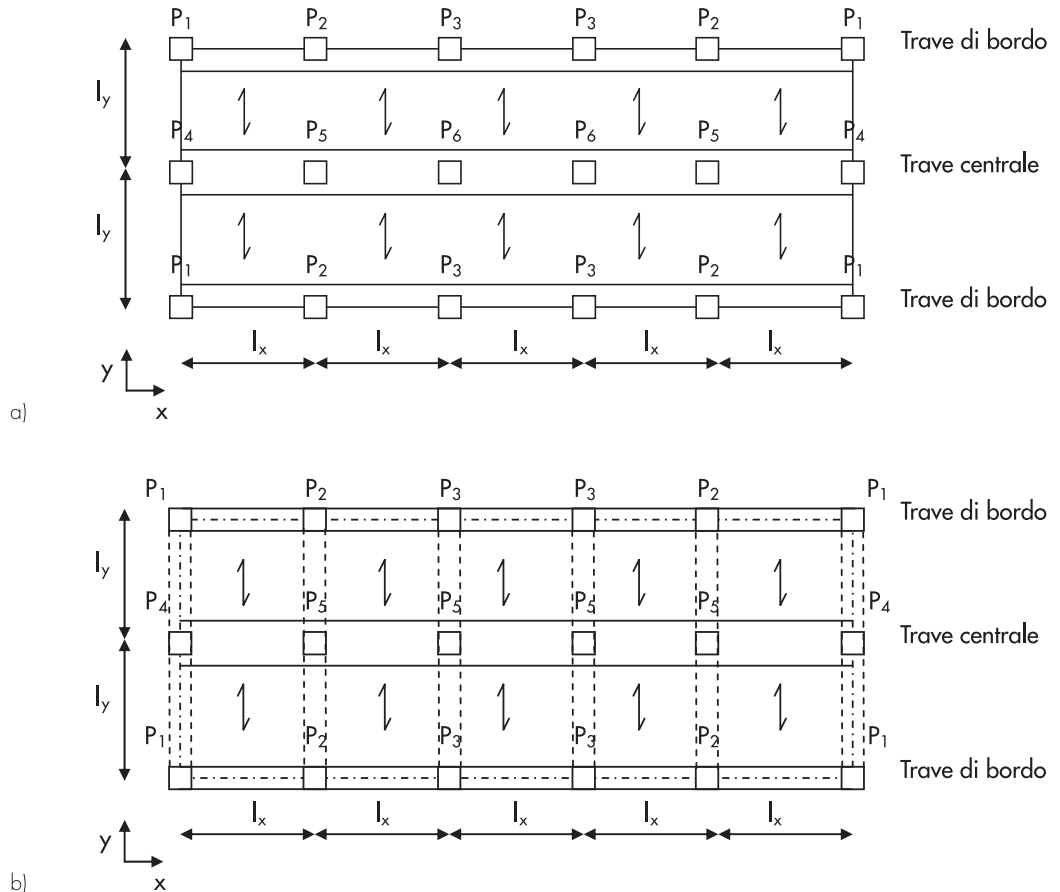 P1 P2 P3 P3 P2 P1
Trave di bordo
ly
P4 P5 P6 P6 P5 P4
Trave centrale
ly
P1 P2 P3 P3 P2 P1
Trave di bordo
lx lx lx lx lx
y
x
a)
P1 P2 P3 P3 P2 P1
Trave di bordo
ly
P4 P5 P5 P5 P5 P4
Trave centrale
ly
P1 P2 P3 P3 P2 P1
Trave di bordo
lx lx lx lx lx
y
x
b)